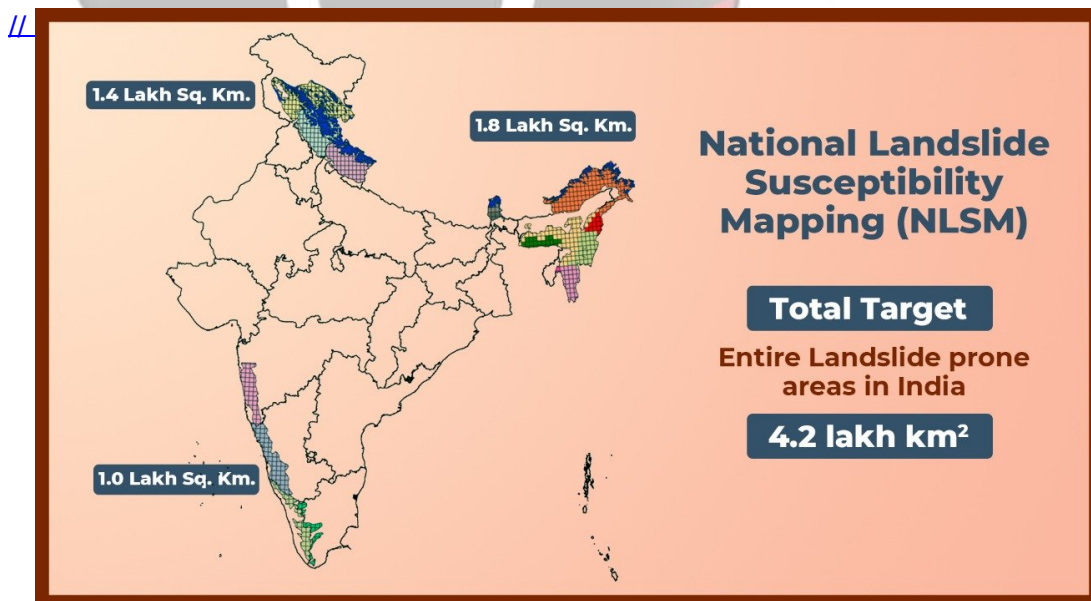 //
1.4 Lakh Sq. Km.
1.8 Lakh Sq. Km.
National Landslide
Susceptibility
Mapping (NLSM)
Total Target
Entire Landslide prone
areas in India
4.2 lakh km²
1.0 Lakh Sq. Km.